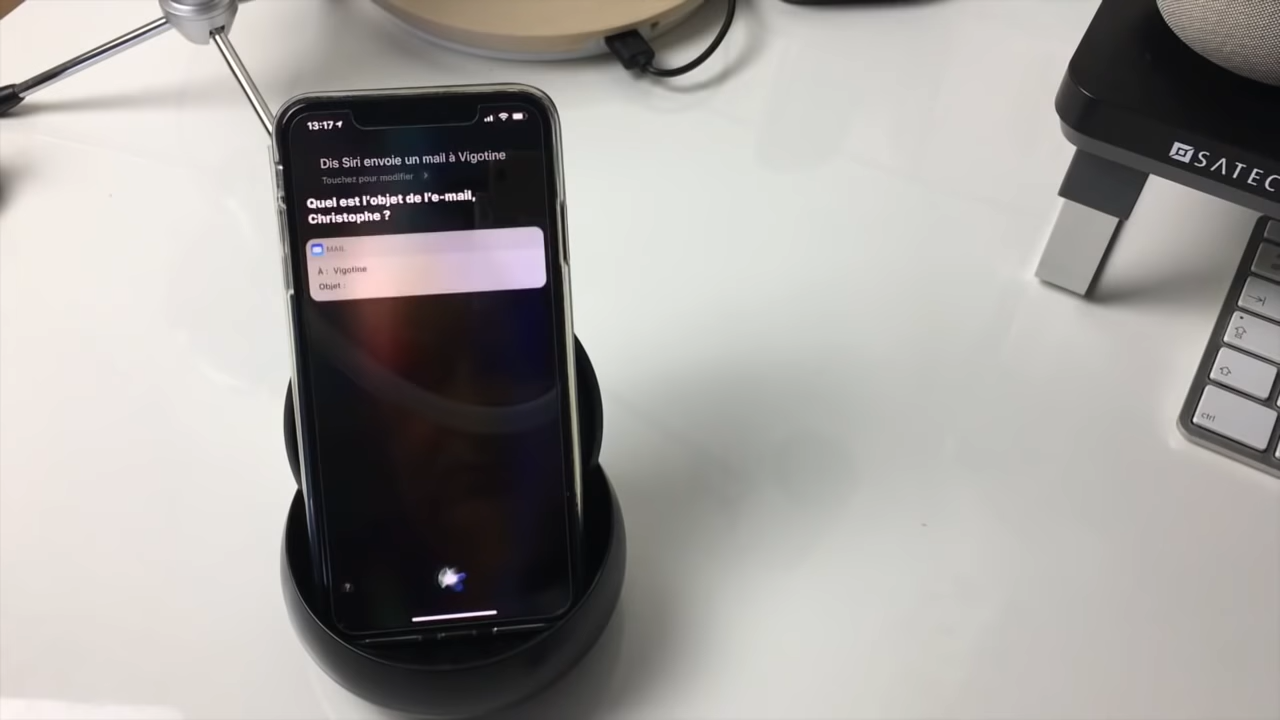 13:17
Dis Siri envoie un mail à Vigotine
Touchez pour modifier
Quel est l'objet de l'e-mail,
Christophe ?
MAIL
À : Vigotine
Objet :
?
SATEC
ctrl